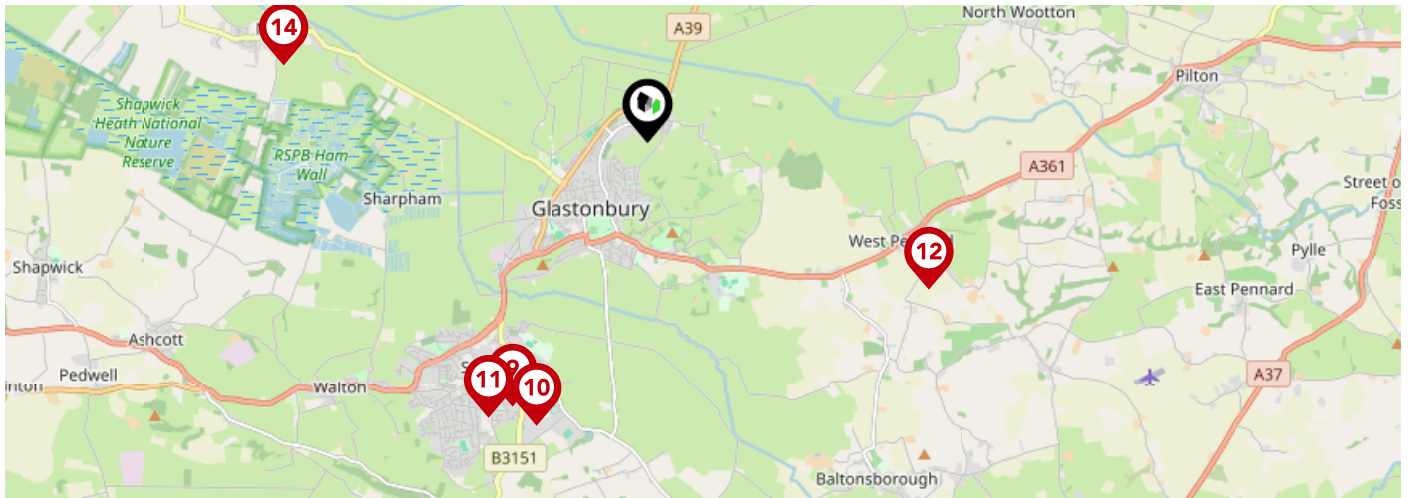 North Wootton
14
A39
Pilton
Shapwick
Heath National
Nature
Reserve
RSPB Ham
Wall
A361
Sharpham
Street o
Foss
Glastonbury
West Pe
12
Pylle
Shapwick
East Pennard
Ashcott
Pedwell
Walton
S
9
11
10
A37
B3151
Baltonsborough